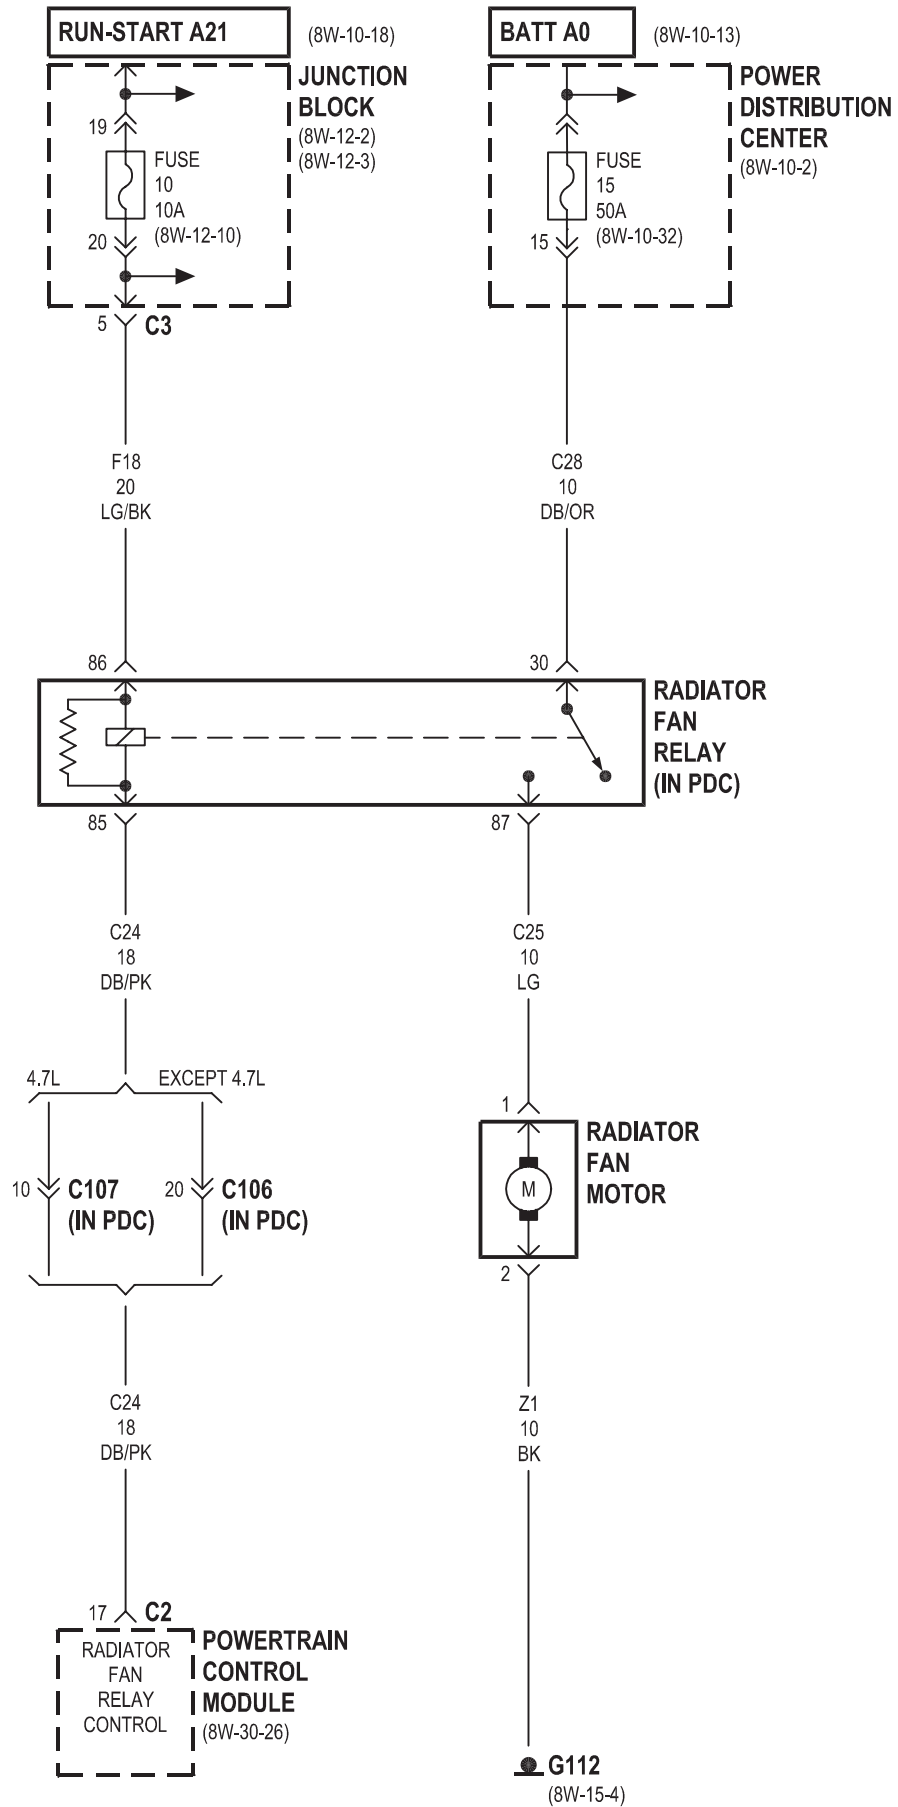 RUN-START A21
(8W-10-18)
BATT A0
(8W-10-13)
JUNCTION
BLOCK
(8W-12-2)
(8W-12-3)
POWER
DISTRIBUTION
CENTER
(8W-10-2)
19
FUSE
10
10A
(8W-12-10)
20
FUSE
15
50A
(8W-10-32)
15
5
C3
F18
20
LG/BK
C28
10
DB/OR
86
30
RADIATOR
FAN
RELAY
(IN PDC)
85
87
C24
18
DB/PK
C25
10
LG
4.7L
EXCEPT 4.7L
10
C107
(IN PDC)
20
C106
(IN PDC)
1
RADIATOR
FAN
MOTOR
M
2
C24
18
DB/PK
Z1
10
BK
17
C2
RADIATOR
FAN
RELAY
CONTROL
POWERTRAIN
CONTROL
MODULE
(8W-30-26)
G112
(8W-15-4)